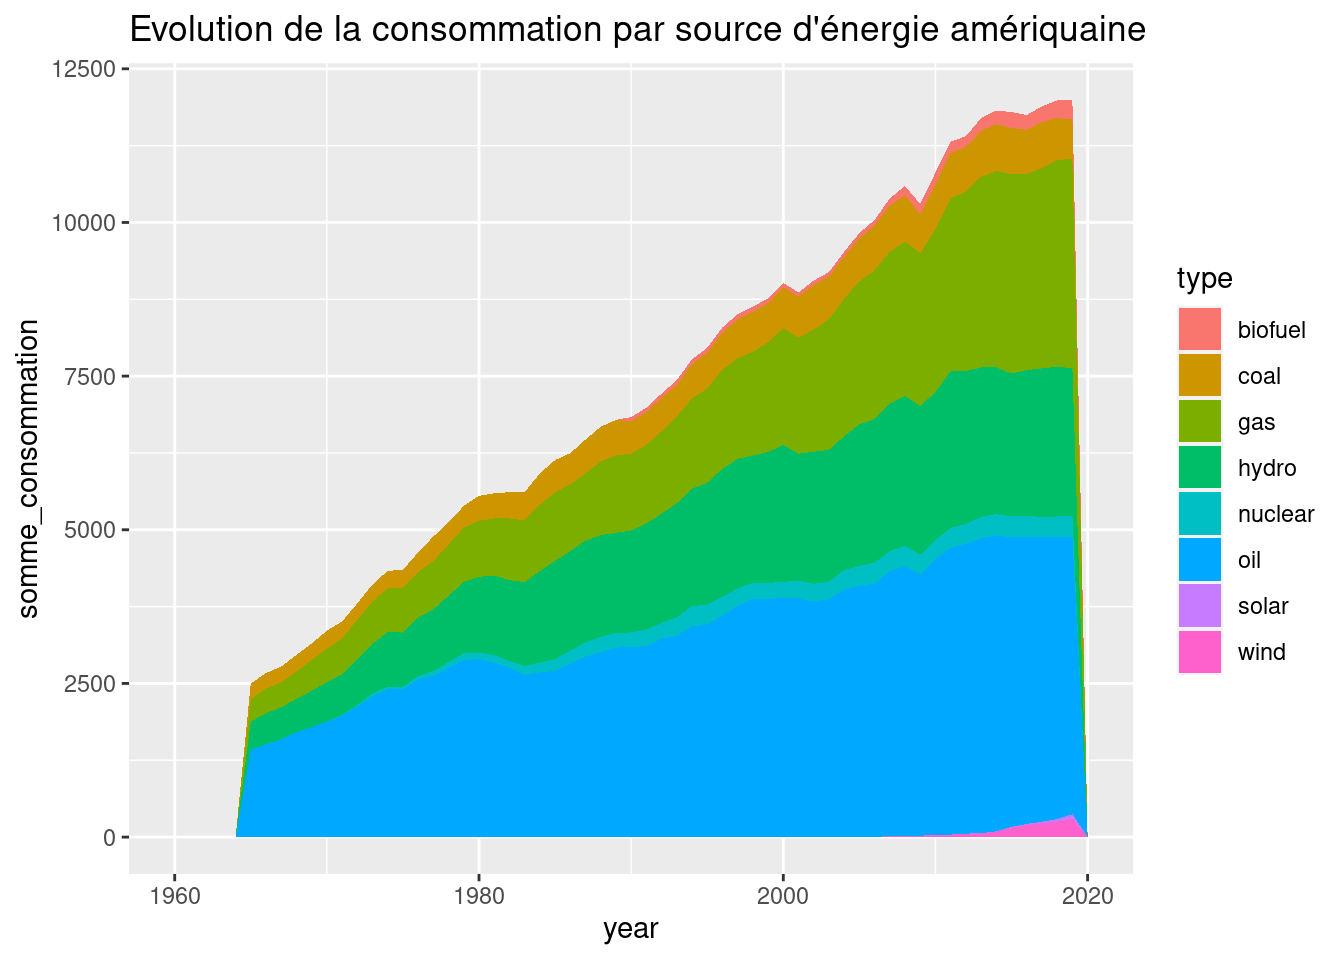 Evolution de la consommation par source d'énergie amériquaine
12500
10000
7500
5000
2500
0
somme_consommation
1960
1980
2000
2020
year
type
biofuel
coal
gas
hydro
nuclear
oil
solar
wind